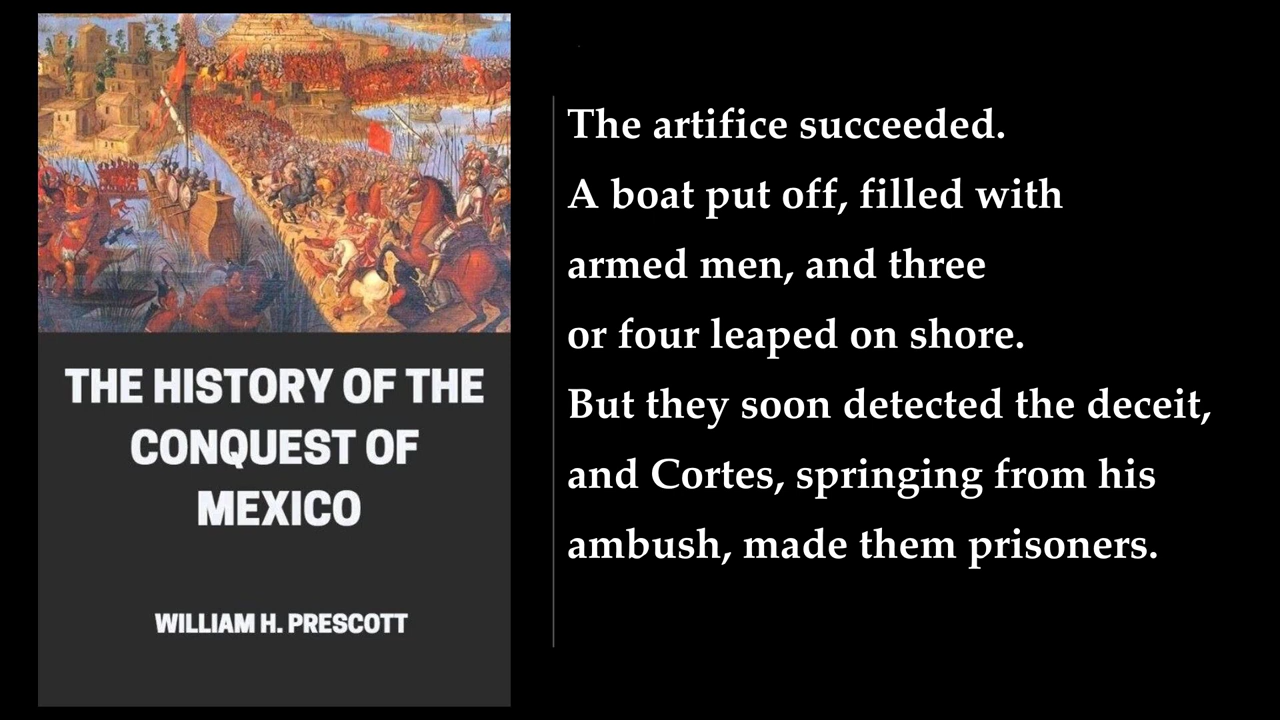 THE HISTORY OF THE
CONQUEST OF
MEXICO
WILLIAM H. PRESCOTT
The artifice succeeded.
A boat put off, filled with
armed men, and three
or four leaped on shore.
But they soon detected the deceit,
and Cortes, springing from his
ambush, made them prisoners.